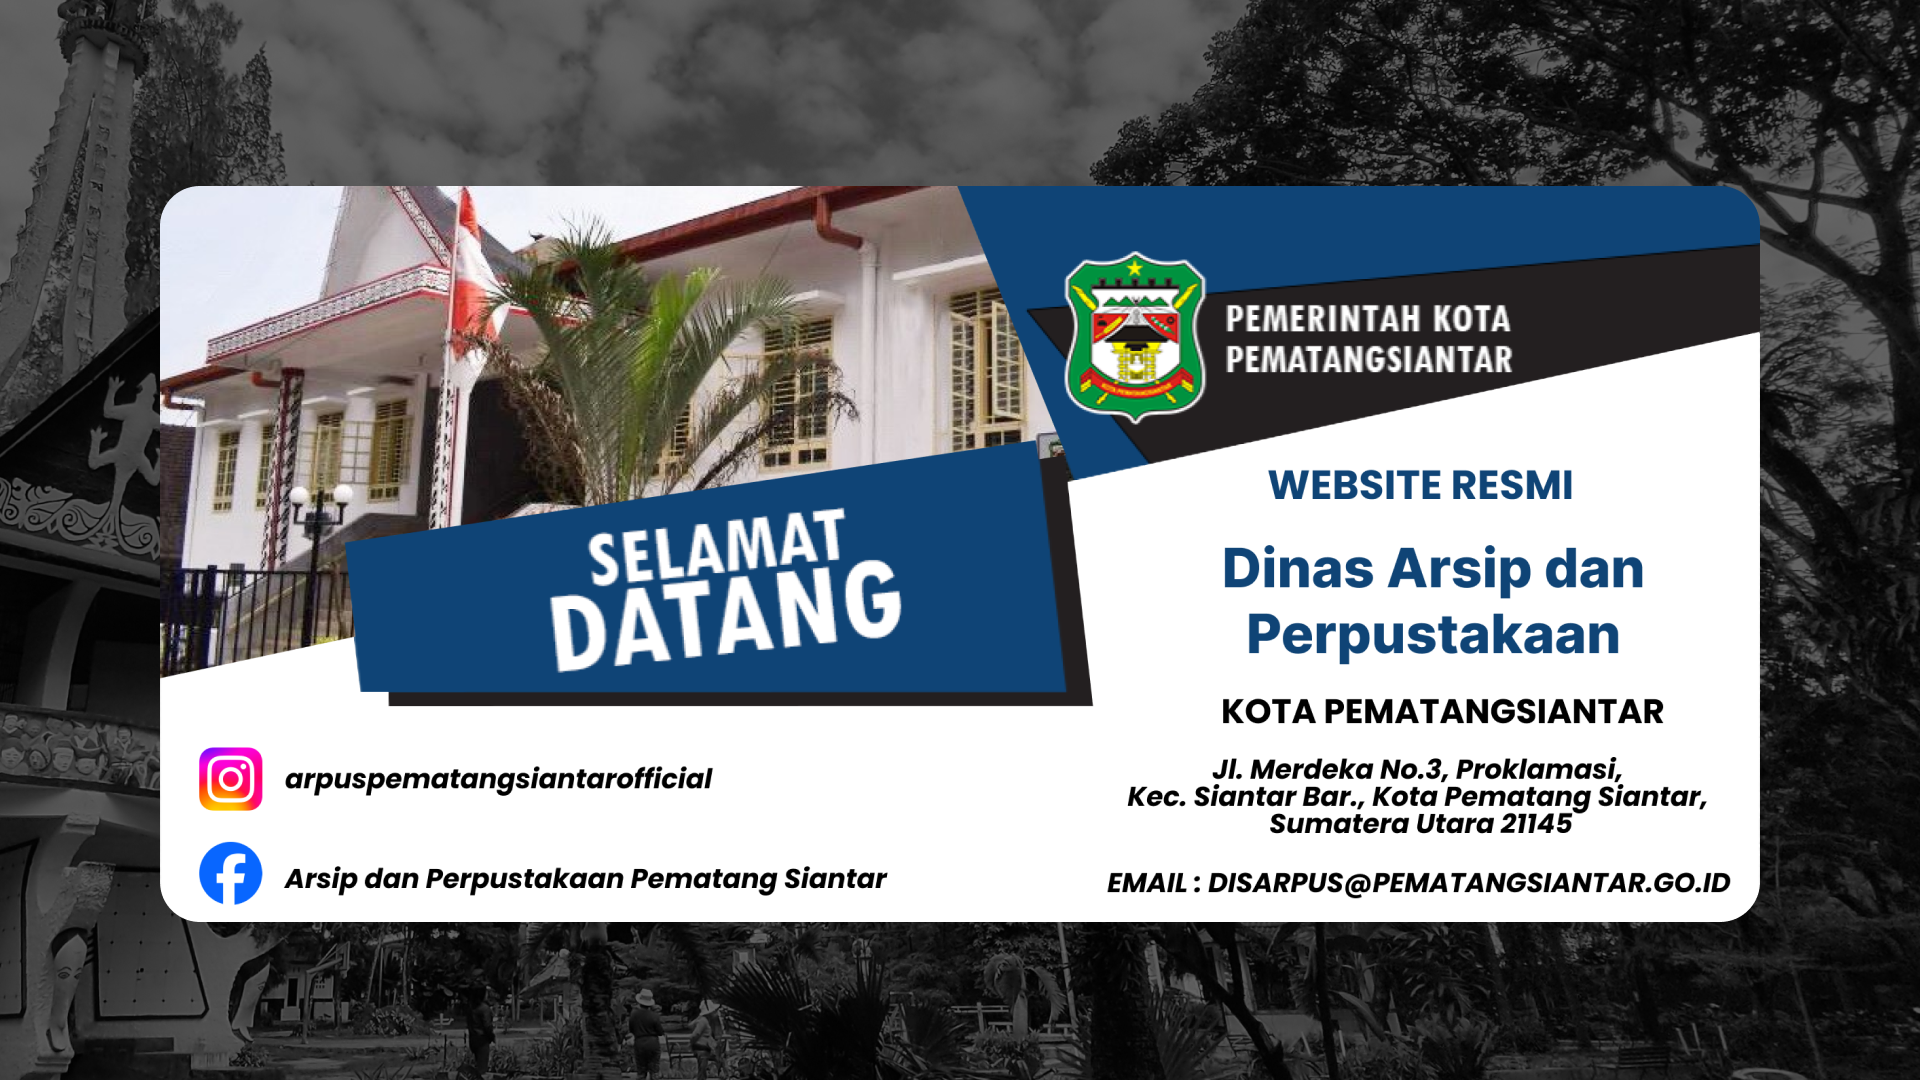 PEMERINTAH KOTA
PEMATANGSIANTAR
SELAMAT
DATANG
WEBSITE RESMI
Dinas Arsip dan
Perpustakaan
KOTA PEMATANGSIANTAR
Jl. Merdeka No.3, Proklamasi,
Kec. Siantar Bar., Kota Pematang Siantar,
Sumatera Utara 21145
EMAIL : DISARPUS@PEMATANGSIANTAR.GO.ID
arpuspematangsiantarofficial
Arsip dan Perpustakaan Pematang Siantar